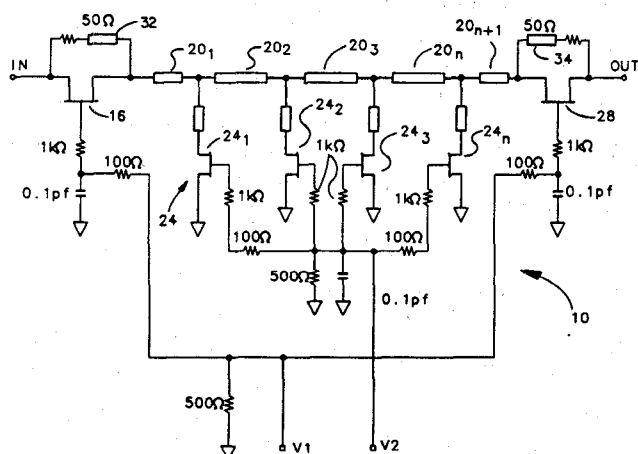 50Ω 32 20₁ 20₂ 20₃ 20ₙ 20ₙ₊₁ 50Ω
IN 34 OUT
16 24₁ 24₂ 24₃ 24ₙ 28
1kΩ 1kΩ 1kΩ 1kΩ 1kΩ
100Ω 100Ω
0.1pf 24 100Ω 100Ω 0.1pf
500Ω 0.1pf
10
500Ω
V1 V2